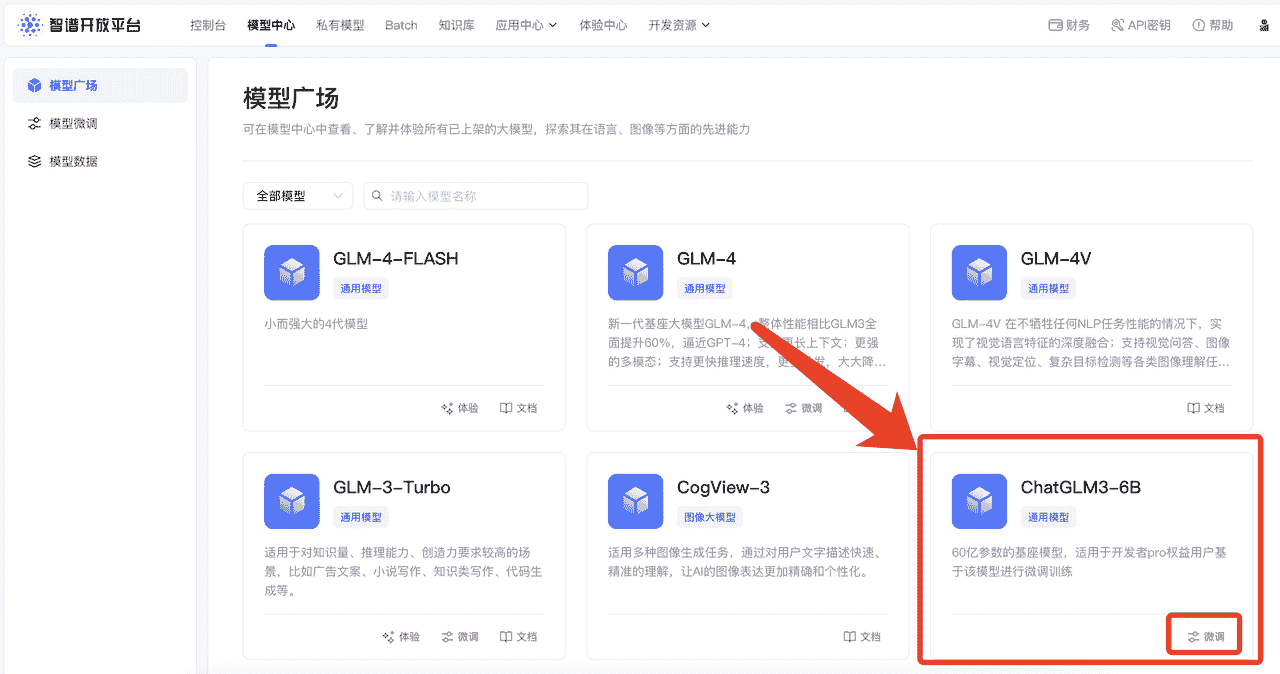 智谱开放平台
控制台
模型中心
私有模型
Batch
知识库
应用中心
体验中心
开发资源
财务
API密钥
帮助
模型广场
模型微调
模型数据
模型广场
可在模型中心中查看、了解并体验所有已上架的大模型，探索其在语言、图像等方面的先进能力
全部模型
请输入模型名称
GLM-4-FLASH
通用模型
小而强大的4代模型
体验
文档
GLM-4
通用模型
新一代基座大模型GLM-4，整体性能相比GLM3全
面提升60%，逼近GPT-4；支 更长上下文；更强
的多模态；支持更快推理速度，更 发，大大降...
体验
微调
GLM-4V
通用模型
GLM-4V 在不牺牲任何NLP任务性能的情况下，实
现了视觉语言特征的深度融合；支持视觉问答、图像
字幕、视觉定位、复杂目标检测等各类图像理解任...
文档
GLM-3-Turbo
通用模型
适用于对知识量、推理能力、创造力要求较高的场
景，比如广告文案、小说写作、知识类写作、代码生
成等。
体验
微调
文档
CogView-3
图像大模型
适用多种图像生成任务，通过对用户文字描述快速、
精准的理解，让AI的图像表达更加精确和个性化。
文档
ChatGLM3-6B
通用模型
60亿参数的基座模型，适用于开发者pro权益用户基
于该模型进行微调训练
微调